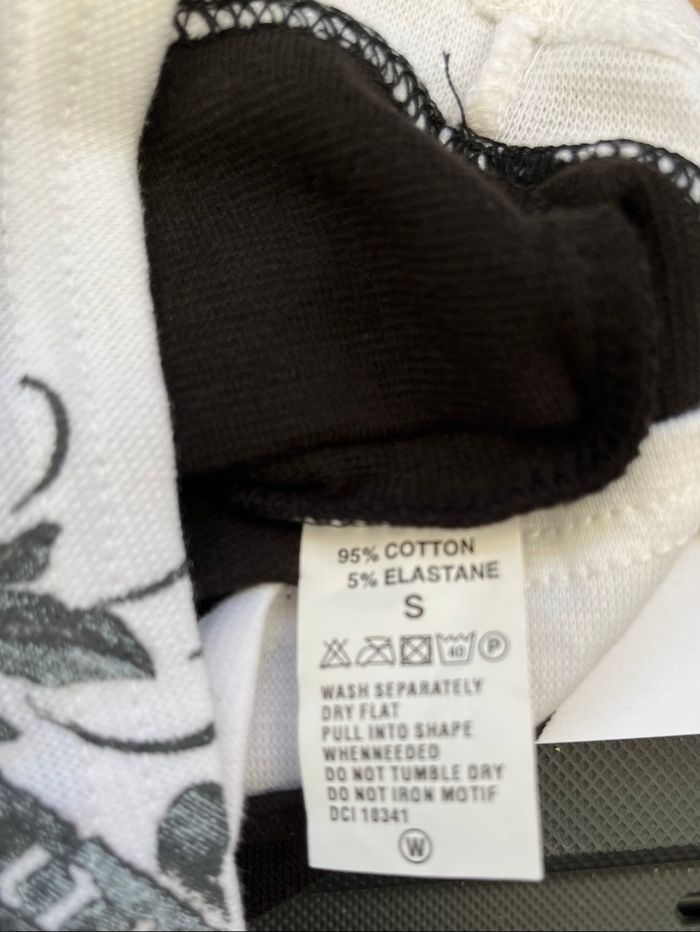 95% COTTON
5% ELASTANE
S
40 P
WASH SEPARATELY
DRY FLAT
PULL INTO SHAPE
WHENNEEDED
DO NOT TUMBLE DRY
DO NOT IRON MOTIF
DCI 10341
W